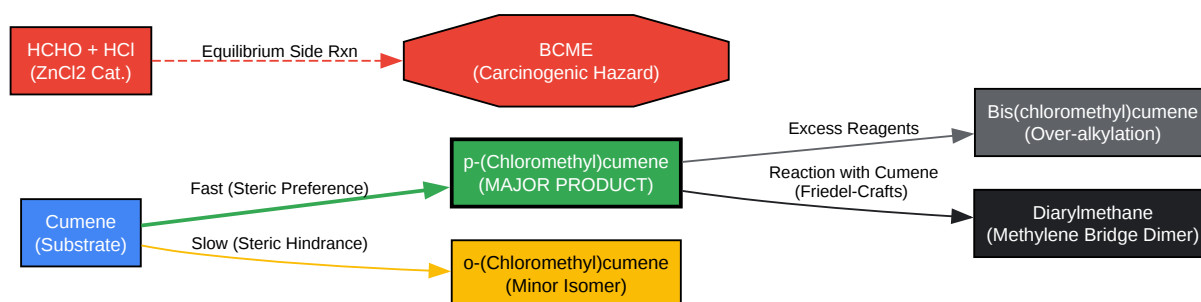 HCHO + HCl
(ZnCl2 Cat.)
Equilibrium Side Rxn
BCME
(Carcinogenic Hazard)
Cumene
(Substrate)
Fast (Steric Preference)
Slow (Steric Hindrance)
p-(Chloromethyl)cumene
(MAJOR PRODUCT)
o-(Chloromethyl)cumene
(Minor Isomer)
Excess Reagents
Reaction with Cumene
(Friedel-Crafts)
Bis(chloromethyl)cumene
(Over-alkylation)
Diarylmethane
(Methylene Bridge Dimer)